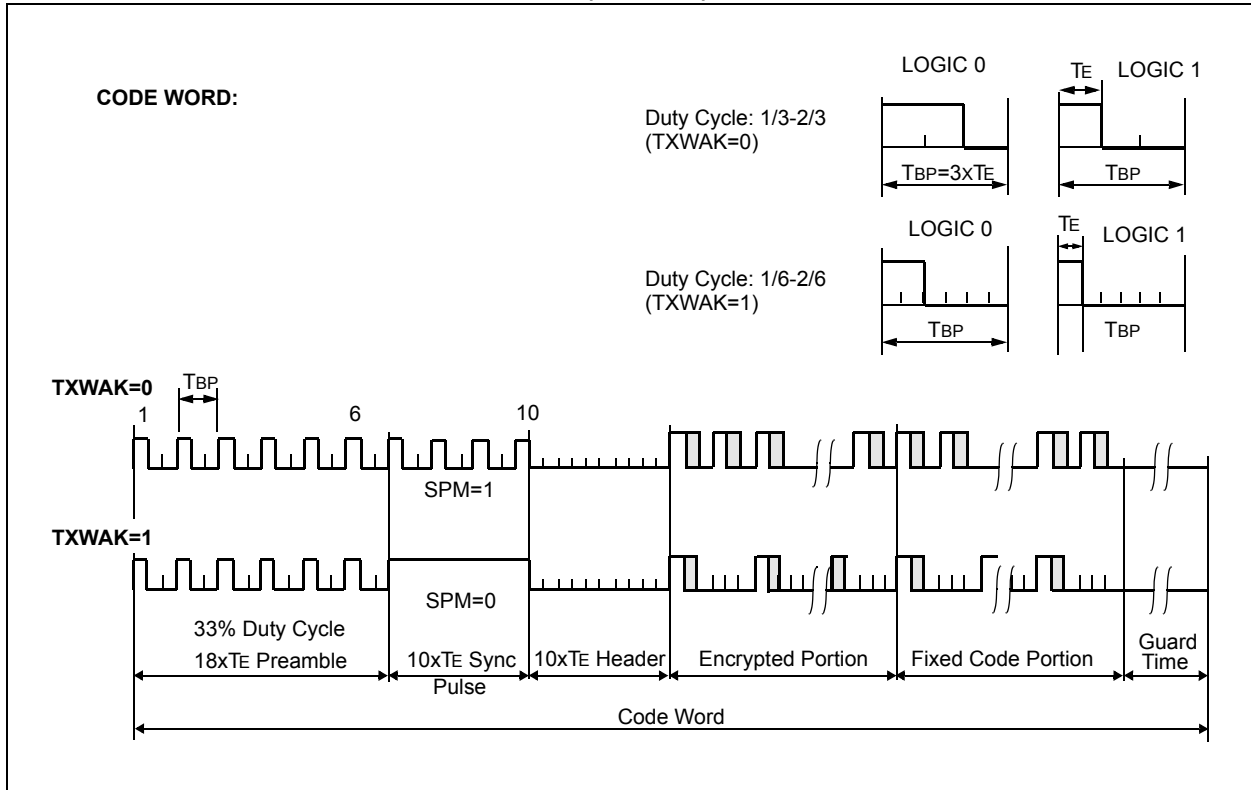 CODE WORD:
LOGIC 0
TE
LOGIC 1
Duty Cycle: 1/3-2/3
(TXWAK=0)
TBP=3XTE
TBP
LOGIC 0
TE
LOGIC 1
Duty Cycle: 1/6-2/6
(TXWAK=1)
TBP
TBP
TXWAK=0
TBP
1
6
10
SPM=1
TXWAK=1
SPM=0
33% Duty Cycle
18xTE Preamble
10xTE Sync
Pulse
10xTE Header
Encrypted Portion
Fixed Code Portion
Guard
Time
Code Word